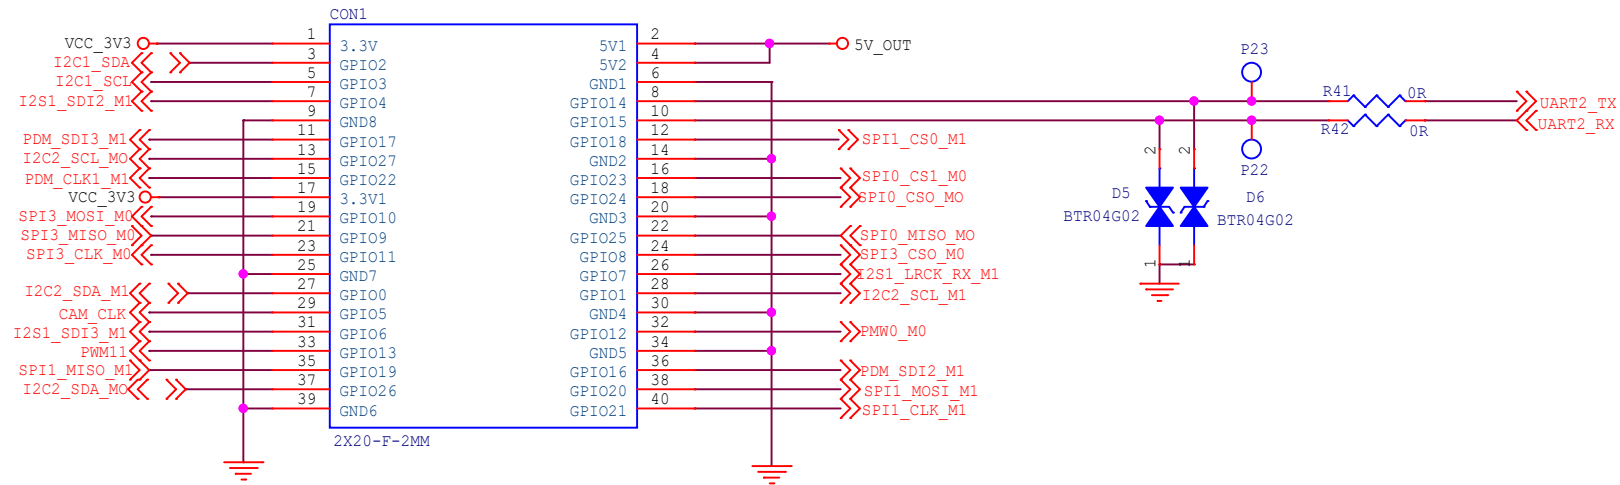 CON1
VCC_3V3 1 3.3V 5V1 2 5V_OUT
I2C1_SDA 3 GPIO2 5V2 4
I2C1_SCL 5 GPIO3 GND1 6
I2S1_SDI2_M1 7 GPIO4 GPIO14 8
9 GND8 GPIO15 10
PDM_SDI3_M1 11 GPIO17 GPIO18 12 SPI1_CS0_M1
I2C2_SCL_MO 13 GPIO27 GND2 14
PDM_CLK1_M1 15 GPIO22 GPIO23 16 SPI0_CS1_M0
VCC_3V3 17 3.3V1 GPIO24 18 SPI0_CSO_MO
SPI3_MOSI_M0 19 GPIO10 GND3 20
SPI3_MISO_M0 21 GPIO9 GPIO25 22 SPI0_MISO_MO
SPI3_CLK_M0 23 GPIO11 GPIO8 24 SPI3_CSO_M0
25 GND7 GPIO7 26 I2S1_LRCK_RX_M1
I2C2_SDA_M1 27 GPIO0 GPIO1 28 I2C2_SCL_M1
CAM_CLK 29 GPIO5 GND4 30
I2S1_SDI3_M1 31 GPIO6 GPIO12 32 PMW0_M0
PWM11 33 GPIO13 GND5 34
SPI1_MISO_M1 35 GPIO19 GPIO16 36 PDM_SDI2_M1
I2C2_SDA_MO 37 GPIO26 GPIO20 38 SPI1_MOSI_M1
39 GND6 GPIO21 40 SPI1_CLK_M1
2X20-F-2MM
P23
R41 0R UART2_TX
R42 0R UART2_RX
P22
2 2
D5 D6
BTR04G02 BTR04G02
1 1